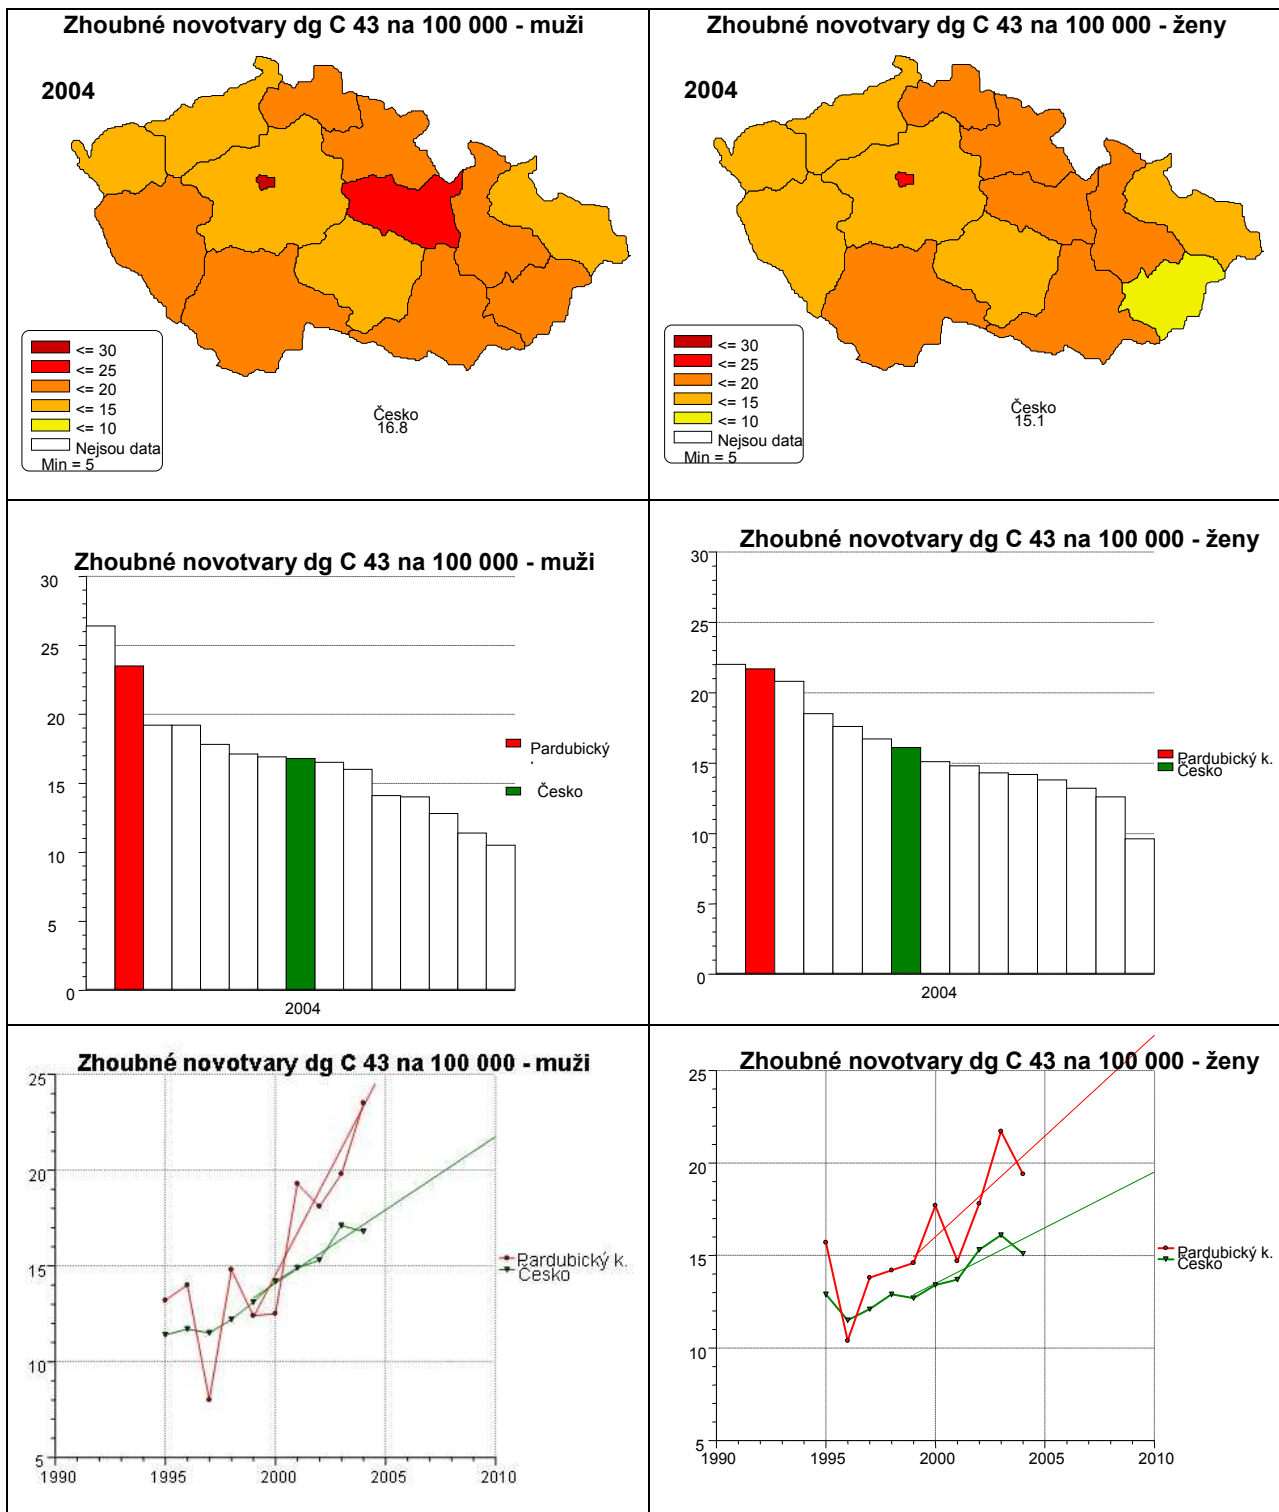 Zhoubné novotvary dg C 43 na 100 000 - muži
2004
<= 30
<= 25
<= 20
<= 15
<= 10
Nejsou data
Min = 5
Česko
16.8
Zhoubné novotvary dg C 43 na 100 000 - ženy
2004
<= 30
<= 25
<= 20
<= 15
<= 10
Nejsou data
Min = 5
Česko
15.1
Zhoubné novotvary dg C 43 na 100 000 - muži
30
25
20
15
10
5
0
2004
Pardubický
.
Česko
Zhoubné novotvary dg C 43 na 100 000 - ženy
30
25
20
15
10
5
0
2004
Pardubický k.
Česko
Zhoubné novotvary dg C 43 na 100 000 - muži
25
20
15
10
5
1990
1995
2000
2005
2010
Pardubický k.
Česko
Zhoubné novotvary dg C 43 na 100 000 - ženy
25
20
15
10
5
1990
1995
2000
2005
2010
Pardubický k.
Česko